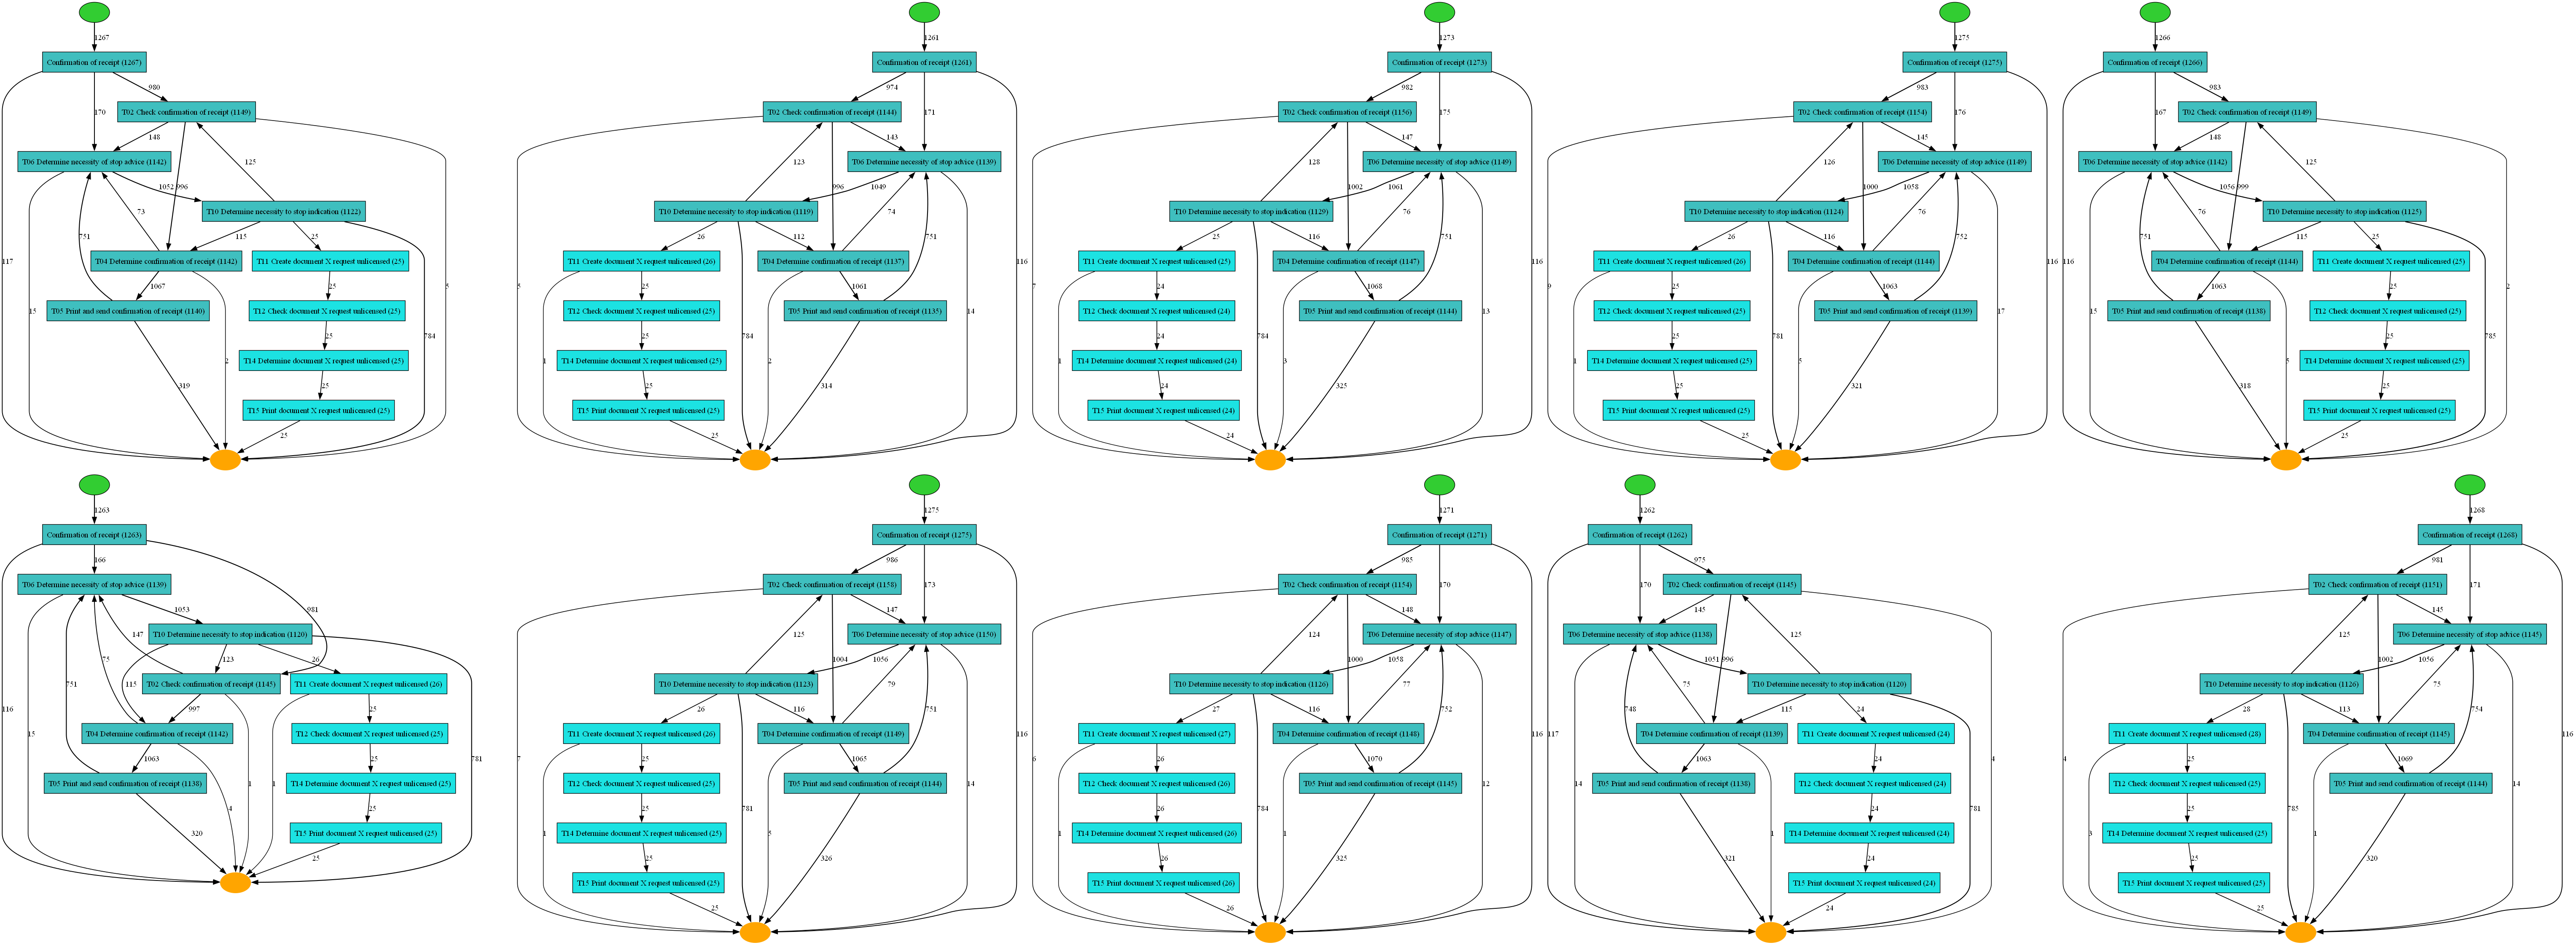 1267
Confirmation of receipt (1267)
980
T02 Check confirmation of receipt (1149)
170
148
125
T06 Determine necessity of stop advice (1142)
1052
996
73
T10 Determine necessity to stop indication (1122)
115
25
751
117
T04 Determine confirmation of receipt (1142)
T11 Create document X request unlicensed (25)
1067
25
5
15
T05 Print and send confirmation of receipt (1140)
T12 Check document X request unlicensed (25)
25
784
2
T14 Determine document X request unlicensed (25)
319
25
T15 Print document X request unlicensed (25)
25
1261
Confirmation of receipt (1261)
974
171
T02 Check confirmation of receipt (1144)
143
123
T06 Determine necessity of stop advice (1139)
996
1049
74
T10 Determine necessity to stop indication (1119)
26
112
751
116
T11 Create document X request unlicensed (26)
T04 Determine confirmation of receipt (1137)
25
1061
5
T12 Check document X request unlicensed (25)
T05 Print and send confirmation of receipt (1135)
14
25
784
1
2
T14 Determine document X request unlicensed (25)
25
314
T15 Print document X request unlicensed (25)
25
1273
Confirmation of receipt (1273)
982
175
T02 Check confirmation of receipt (1156)
147
128
T06 Determine necessity of stop advice (1149)
1002
1061
76
T10 Determine necessity to stop indication (1129)
25
116
751
116
T11 Create document X request unlicensed (25)
T04 Determine confirmation of receipt (1147)
24
1068
7
T12 Check document X request unlicensed (24)
T05 Print and send confirmation of receipt (1144)
13
24
784
1
3
T14 Determine document X request unlicensed (24)
24
325
T15 Print document X request unlicensed (24)
24
1275
Confirmation of receipt (1275)
983
176
T02 Check confirmation of receipt (1154)
145
126
T06 Determine necessity of stop advice (1149)
1000
1058
76
T10 Determine necessity to stop indication (1124)
26
116
752
116
T11 Create document X request unlicensed (26)
T04 Determine confirmation of receipt (1144)
25
1063
9
T12 Check document X request unlicensed (25)
T05 Print and send confirmation of receipt (1139)
17
25
781
1
5
T14 Determine document X request unlicensed (25)
25
321
T15 Print document X request unlicensed (25)
25
1266
Confirmation of receipt (1266)
983
T02 Check confirmation of receipt (1149)
167
148
125
T06 Determine necessity of stop advice (1142)
1056
999
76
T10 Determine necessity to stop indication (1125)
115
25
751
116
T04 Determine confirmation of receipt (1144)
T11 Create document X request unlicensed (25)
1063
25
2
15
T05 Print and send confirmation of receipt (1138)
T12 Check document X request unlicensed (25)
25
785
5
T14 Determine document X request unlicensed (25)
318
25
T15 Print document X request unlicensed (25)
25
1263
Confirmation of receipt (1263)
166
981
T06 Determine necessity of stop advice (1139)
1053
147
T10 Determine necessity to stop indication (1120)
75
123
26
115
751
116
T02 Check confirmation of receipt (1145)
T11 Create document X request unlicensed (26)
997
25
15
T04 Determine confirmation of receipt (1142)
T12 Check document X request unlicensed (25)
1063
25
781
T05 Print and send confirmation of receipt (1138)
1
1
T14 Determine document X request unlicensed (25)
4
25
320
T15 Print document X request unlicensed (25)
25
1275
Confirmation of receipt (1275)
986
173
T02 Check confirmation of receipt (1158)
147
125
T06 Determine necessity of stop advice (1150)
1004
1056
79
T10 Determine necessity to stop indication (1123)
26
116
751
116
T11 Create document X request unlicensed (26)
T04 Determine confirmation of receipt (1149)
25
1065
7
T12 Check document X request unlicensed (25)
T05 Print and send confirmation of receipt (1144)
14
25
781
1
5
T14 Determine document X request unlicensed (25)
25
326
T15 Print document X request unlicensed (25)
25
1271
Confirmation of receipt (1271)
985
170
T02 Check confirmation of receipt (1154)
148
124
T06 Determine necessity of stop advice (1147)
1000
1058
77
T10 Determine necessity to stop indication (1126)
27
116
752
116
T11 Create document X request unlicensed (27)
T04 Determine confirmation of receipt (1148)
26
1070
6
T12 Check document X request unlicensed (26)
T05 Print and send confirmation of receipt (1145)
12
26
784
1
1
T14 Determine document X request unlicensed (26)
26
325
T15 Print document X request unlicensed (26)
26
1262
Confirmation of receipt (1262)
975
T02 Check confirmation of receipt (1145)
170
145
125
T06 Determine necessity of stop advice (1138)
1051
996
75
T10 Determine necessity to stop indication (1120)
115
24
748
117
T04 Determine confirmation of receipt (1139)
T11 Create document X request unlicensed (24)
1063
24
4
14
T05 Print and send confirmation of receipt (1138)
T12 Check document X request unlicensed (24)
24
781
1
T14 Determine document X request unlicensed (24)
321
24
T15 Print document X request unlicensed (24)
24
1268
Confirmation of receipt (1268)
981
171
T02 Check confirmation of receipt (1151)
145
125
T06 Determine necessity of stop advice (1145)
1002
1056
75
T10 Determine necessity to stop indication (1126)
28
113
754
116
T11 Create document X request unlicensed (28)
T04 Determine confirmation of receipt (1145)
25
1069
4
T12 Check document X request unlicensed (25)
T05 Print and send confirmation of receipt (1144)
14
25
785
3
1
T14 Determine document X request unlicensed (25)
25
320
T15 Print document X request unlicensed (25)
25